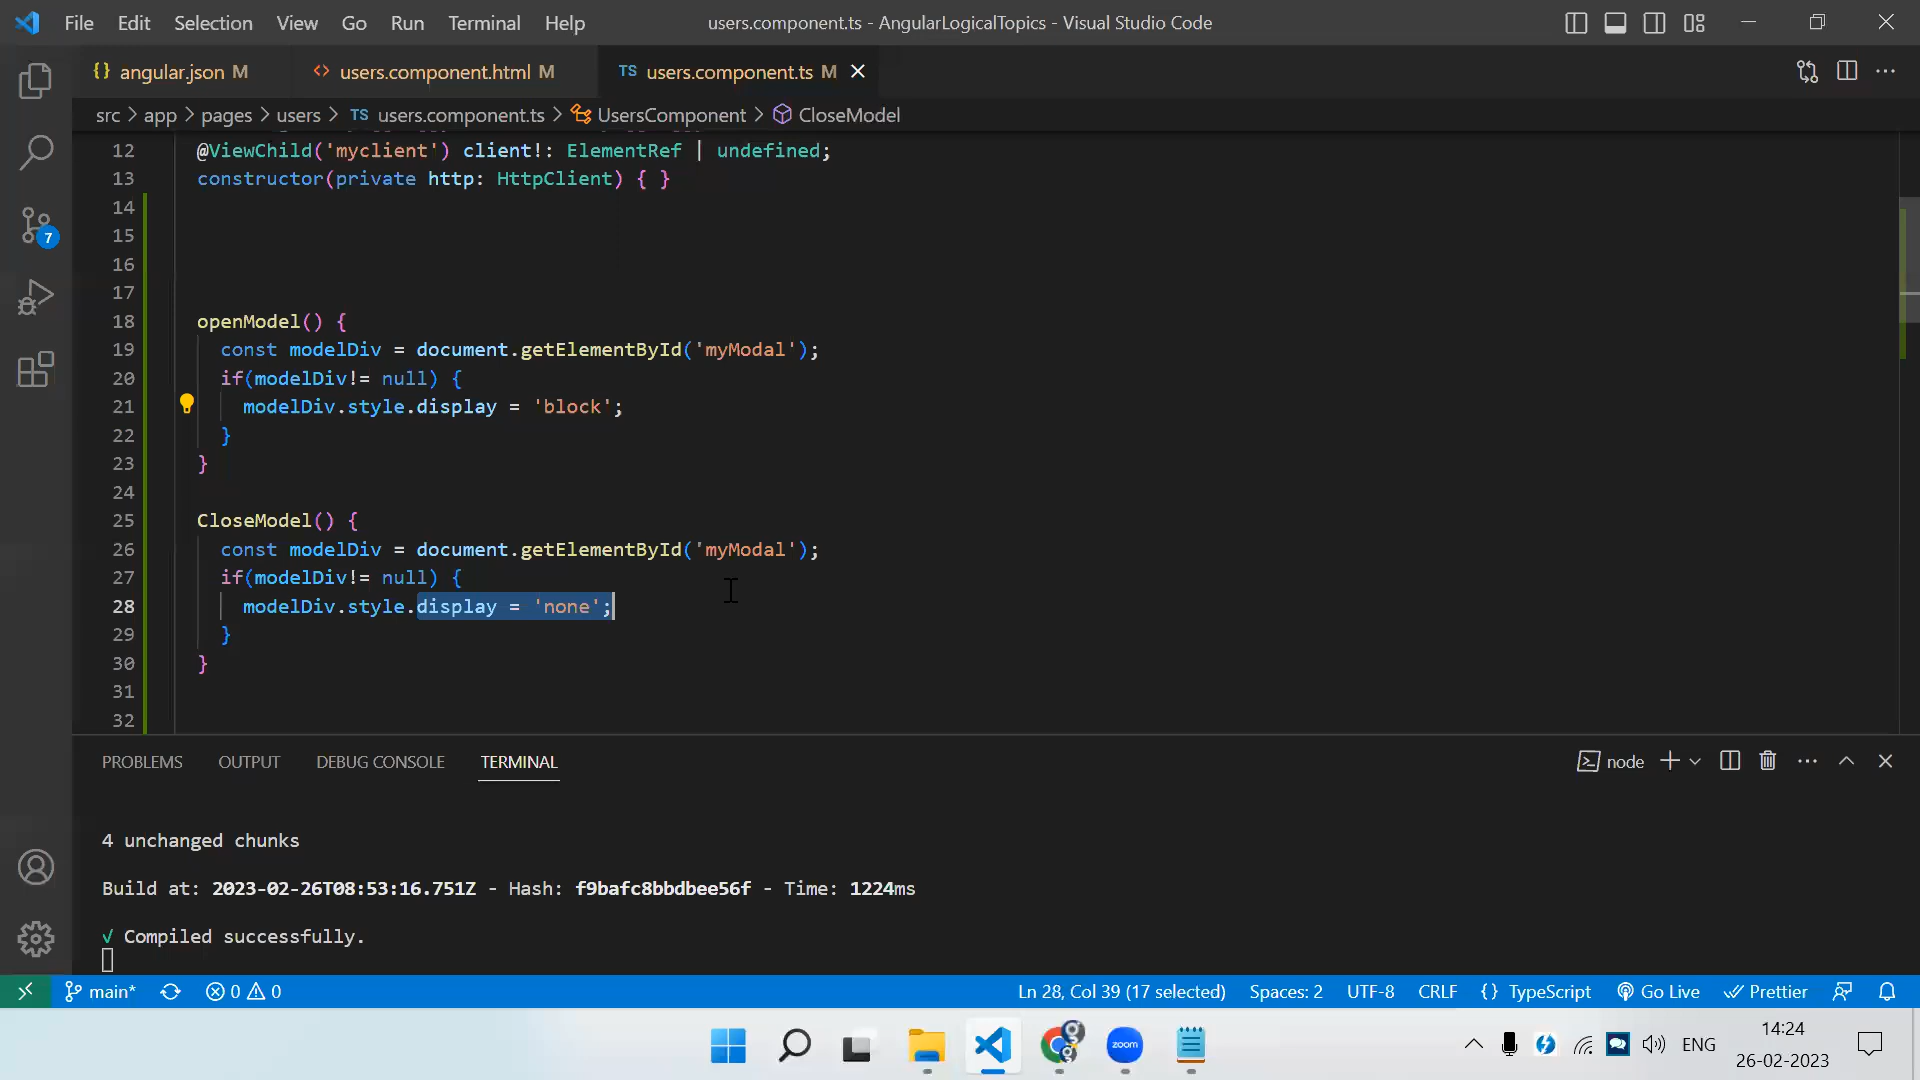 File Edit Selection View Go Run Terminal Help users.component.ts - AngularLogicalTopics - Visual Studio Code
{} angular.json M <> users.component.html M TS users.component.ts M
src > app > pages > users > TS users.component.ts > UsersComponent > CloseModel
12 @ViewChild('myclient') client!: ElementRef | undefined;
13 constructor(private http: HttpClient) { }
14
15
16
17
18 openModel() {
19 const modelDiv = document.getElementById('myModal');
20 if(modelDiv!= null) {
21 modelDiv.style.display = 'block';
22 }
23 }
24
25 CloseModel() {
26 const modelDiv = document.getElementById('myModal');
27 if(modelDiv!= null) {
28 modelDiv.style.display = 'none';
29 }
30 }
31
32
7
PROBLEMS OUTPUT DEBUG CONSOLE TERMINAL node
4 unchanged chunks
Build at: 2023-02-26T08:53:16.751Z - Hash: f9bafc8bbdbee56f - Time: 1224ms
√ Compiled successfully.
main* 0 0 Ln 28, Col 39 (17 selected) Spaces: 2 UTF-8 CRLF {} TypeScript Go Live Prettier
zoom ENG 14:24
26-02-2023